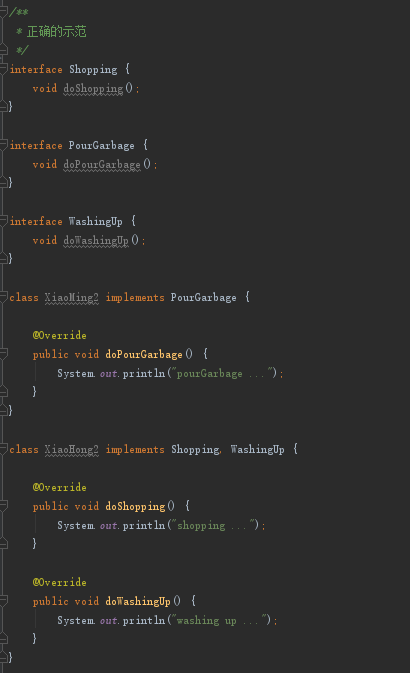 /**
 * 正确的示范
 */
interface Shopping {
    void doShopping();
}
interface PourGarbage {
    void doPourGarbage();
}
interface WashingUp {
    void doWashingUp();
}
class XiaoMing2 implements PourGarbage {
    @Override
    public void doPourGarbage() {
        System.out.println("pourGarbage ...");
    }
}
class XiaoHong2 implements Shopping, WashingUp {
    @Override
    public void doShopping() {
        System.out.println("shopping ...");
    }
    @Override
    public void doWashingUp() {
        System.out.println("washing up ...");
    }
}